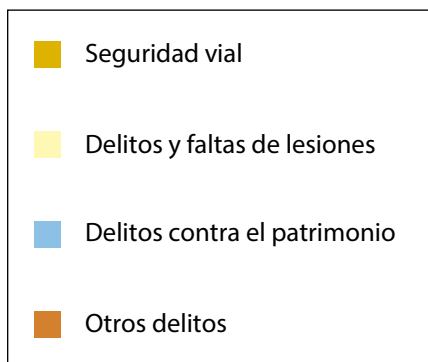 Seguridad vial
Delitos y faltas de lesiones
Delitos contra el patrimonio
Otros delitos